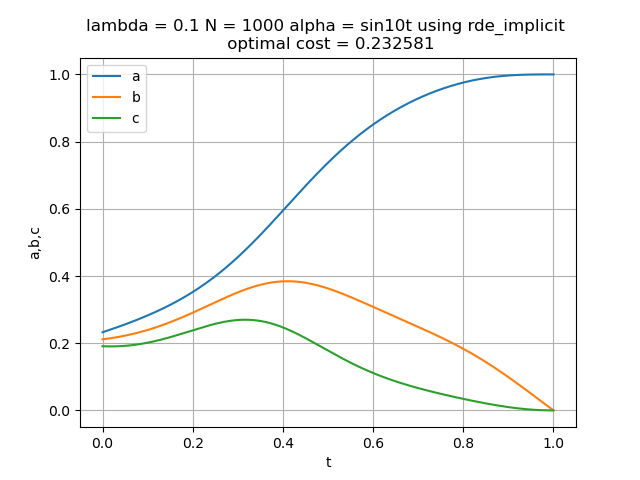 lambda = 0.1 N = 1000 alpha = sin10t using rde_implicit
optimal cost = 0.232581
a
b
c
1.0
0.8
0.6
0.4
0.2
0.0
a,b,c
0.0 0.2 0.4 0.6 0.8 1.0
t